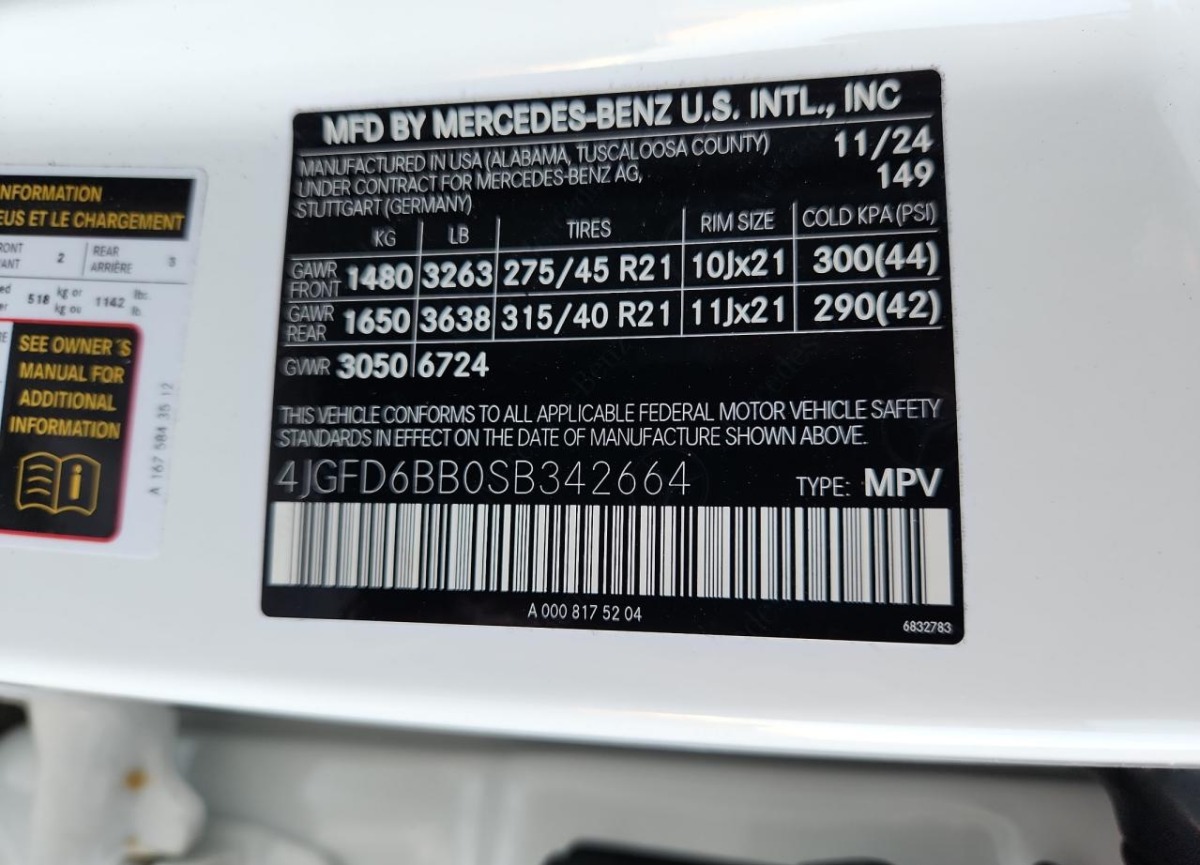 NFORMATION
EUS ET LE CHARGEMENT
RONT
ANT
2
REAR
ARRIÈRE
518 kg or
kg ou
1142 lbs.
lb.
SEE OWNER'S
MANUAL FOR
ADDITIONAL
INFORMATION
A 167 584 35 12
MFD BY MERCEDES-BENZ U.S. INTL., INC
MANUFACTURED IN USA (ALABAMA, TUSCALOOSA COUNTY) 11/24
UNDER CONTRACT FOR MERCEDES-BENZ AG, 149
STUTTGART (GERMANY)
KG LB TIRES RIM SIZE COLD KPA (PSI)
GAWR FRONT 1480 3263 275/45 R21 10Jx21 300(44)
GAWR REAR 1650 3638 315/40 R21 11Jx21 290(42)
GVWR 3050 6724
THIS VEHICLE CONFORMS TO ALL APPLICABLE FEDERAL MOTOR VEHICLE SAFETY
STANDARDS IN EFFECT ON THE DATE OF MANUFACTURE SHOWN ABOVE.
4JGFD6BB0SB342664 TYPE: MPV
A 000 817 52 04
6832783